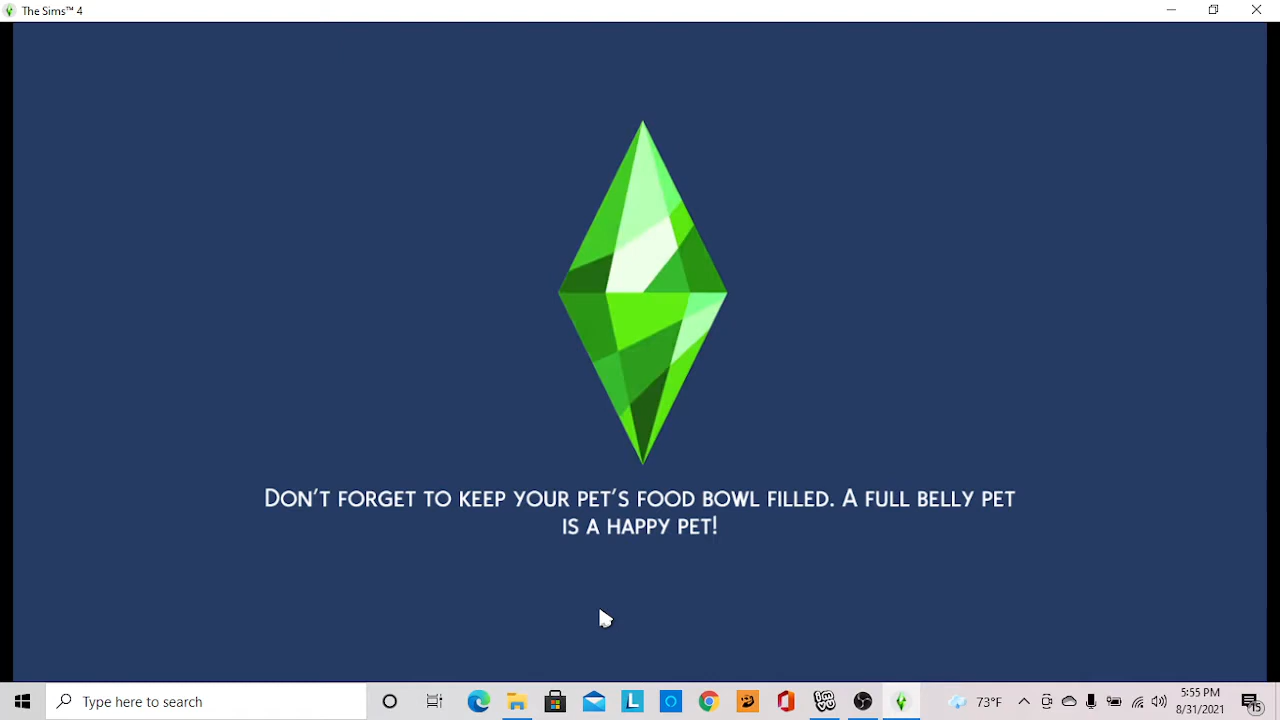 The Sims™ 4
DON'T FORGET TO KEEP YOUR PET'S FOOD BOWL FILLED. A FULL BELLY PET
IS A HAPPY PET!
Type here to search
L
73°F
5:55 PM
8/31/2021
15